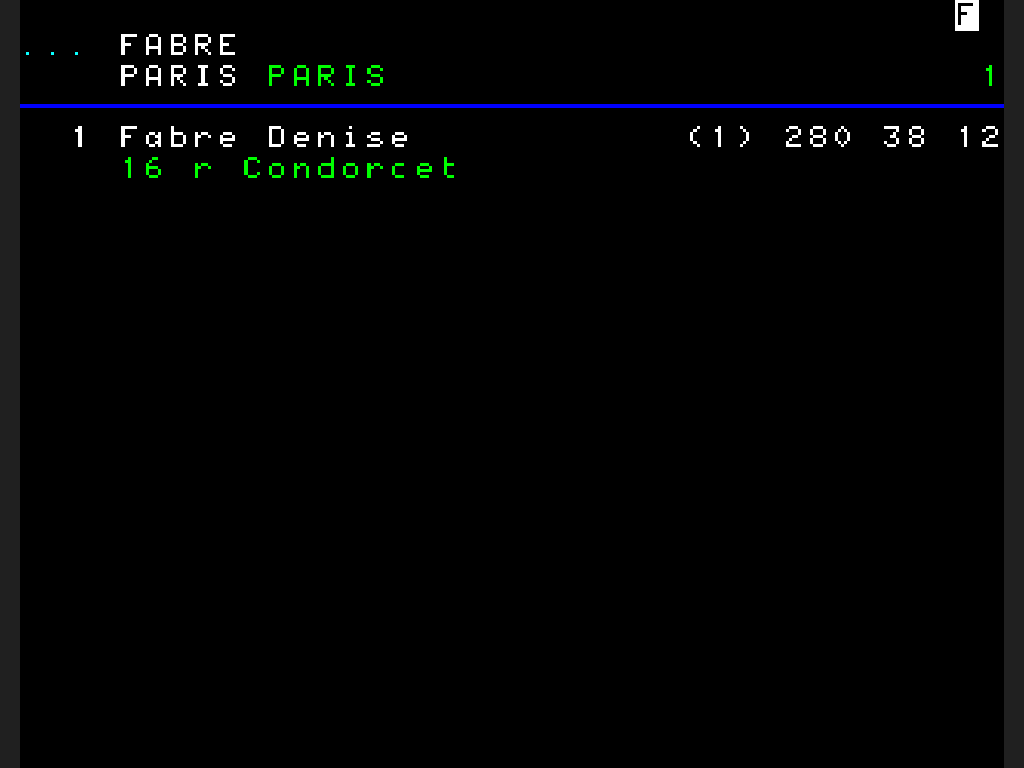 F
... FABRE
PARIS PARIS 1
1 Fabre Denise (1) 280 38 12
16 r Condorcet